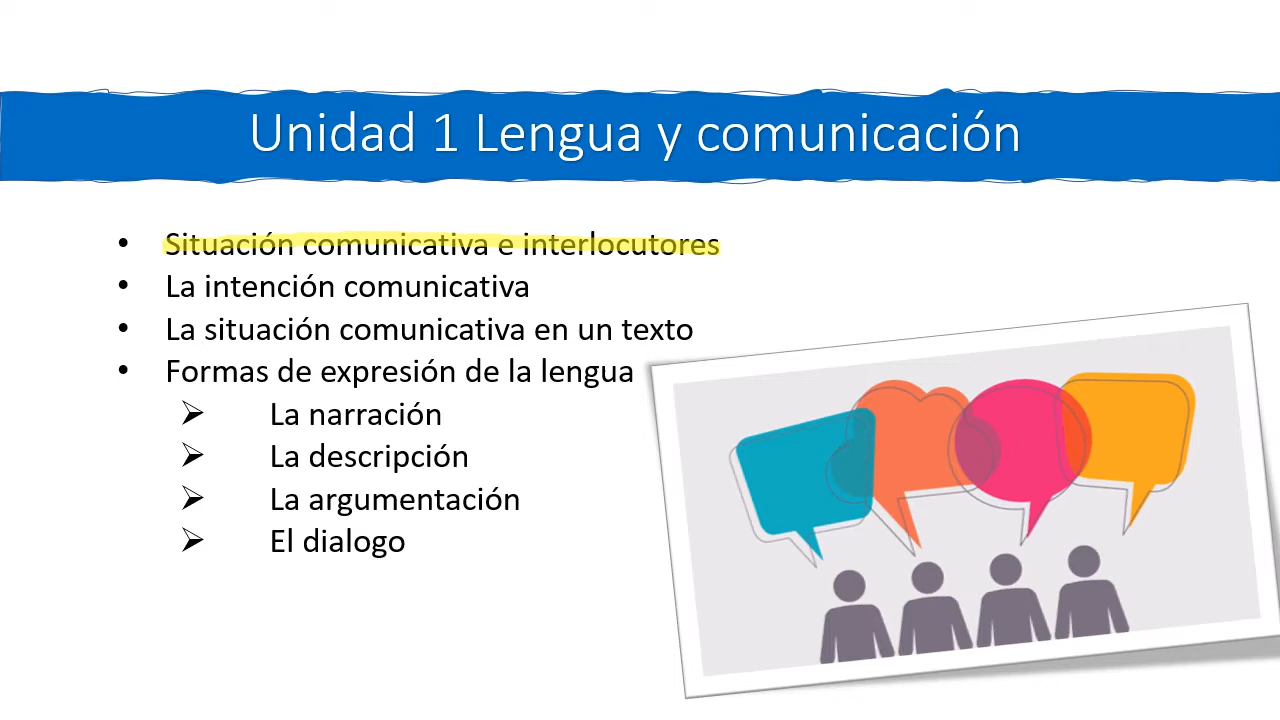 Unidad 1 Lengua y comunicación
• Situación comunicativa e interlocutores
• La intención comunicativa
• La situación comunicativa en un texto
• Formas de expresión de la lengua
➢ La narración
➢ La descripción
➢ La argumentación
➢ El dialogo